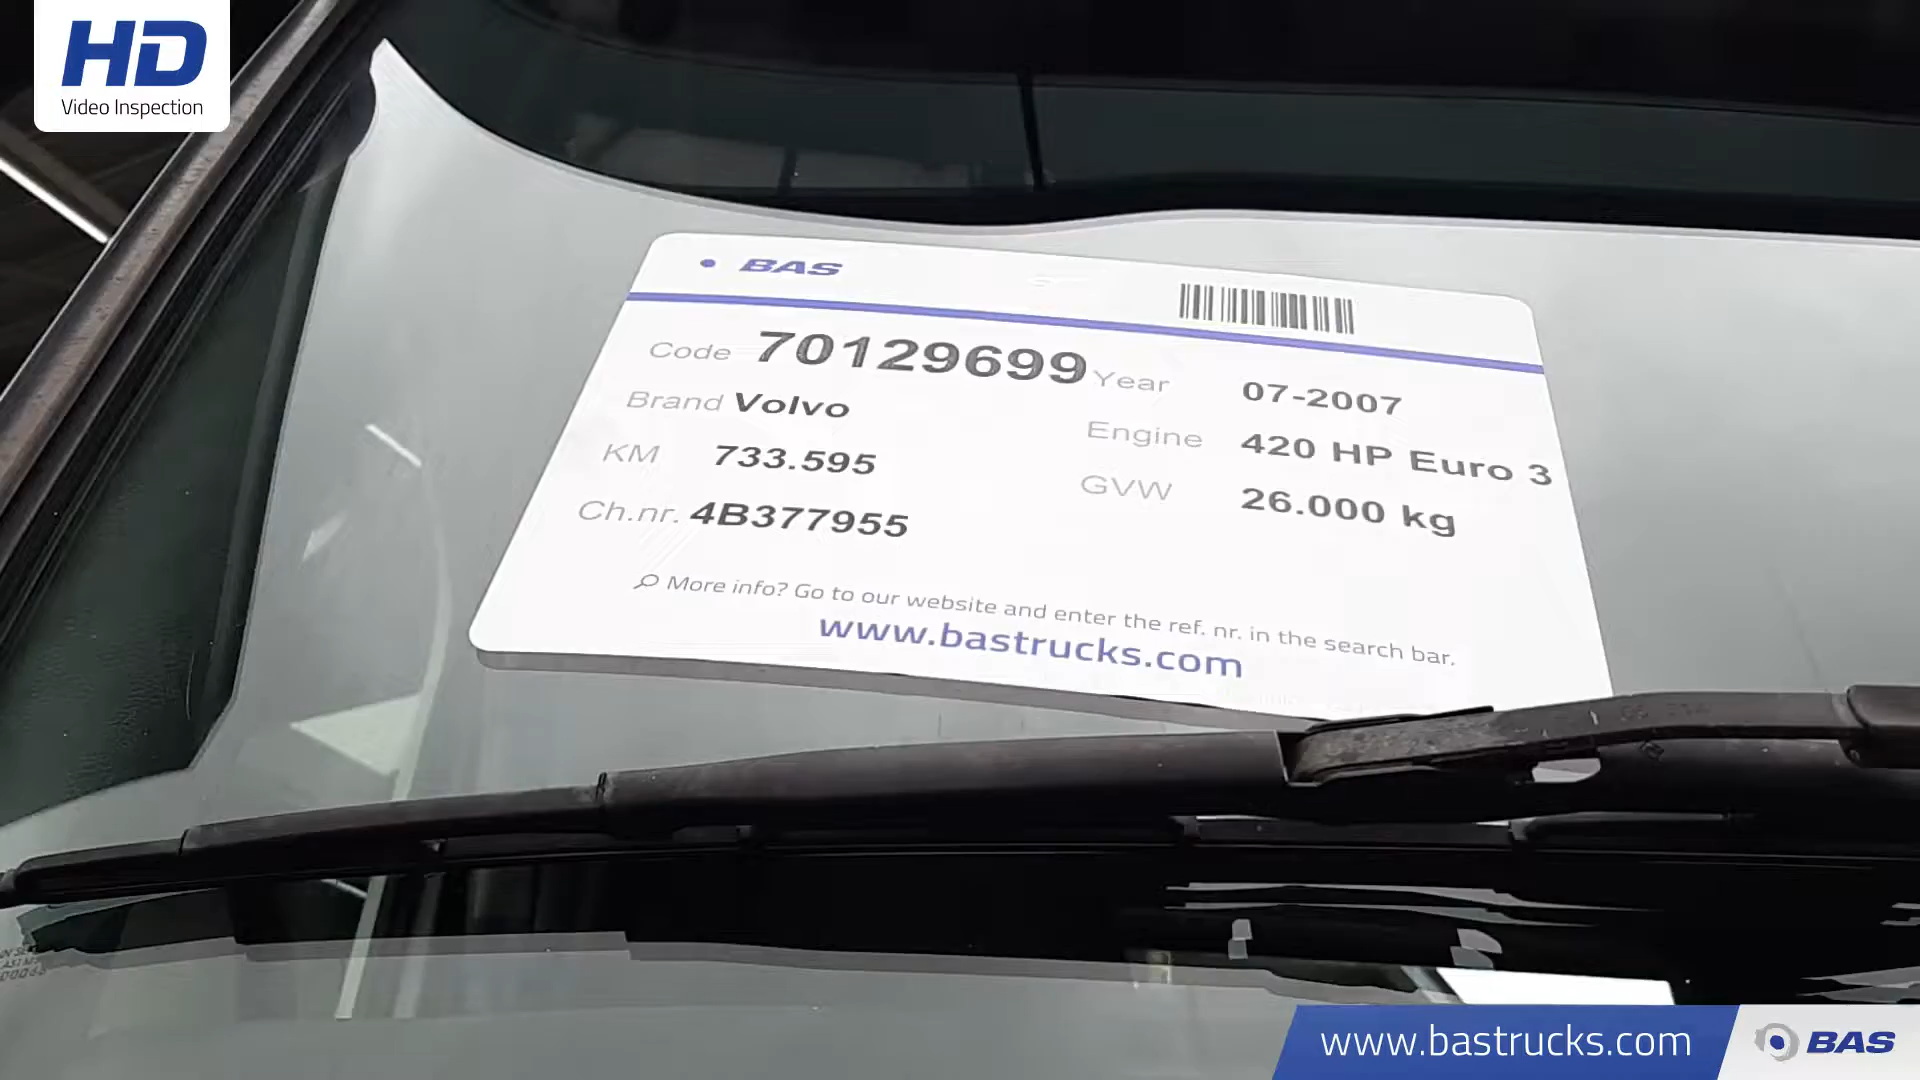 HD
Video Inspection
BAS
Code 70129699
Year 07-2007
Brand Volvo
Engine 420 HP Euro 3
KM 733.595
GVW 26.000 kg
Ch.nr. 4B377955
More info? Go to our website and enter the ref. nr. in the search bar.
www.bastrucks.com
www.bastrucks.com
BAS